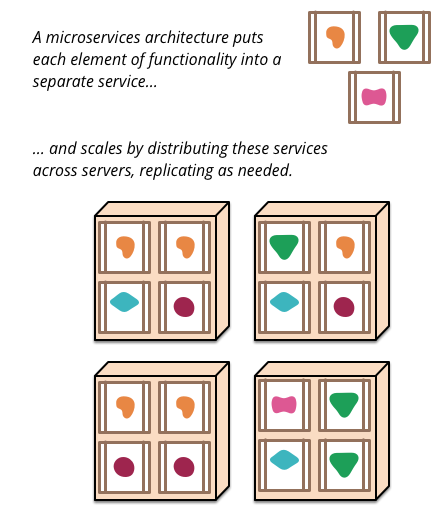 A microservices architecture puts
each element of functionality into a
separate service...
... and scales by distributing these services
across servers, replicating as needed.